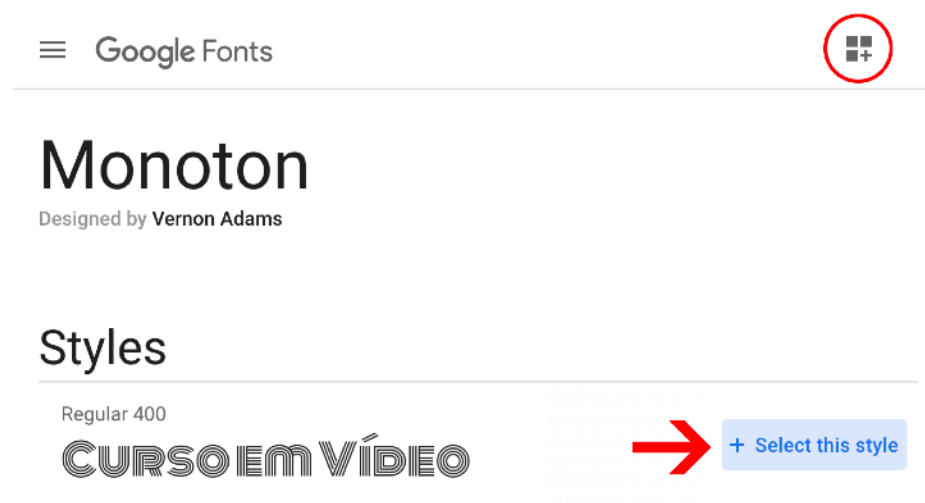 Google Fonts
Monoton
Designed by Vernon Adams
Styles
Regular 400
+ Select this style
Curso em Vídeo